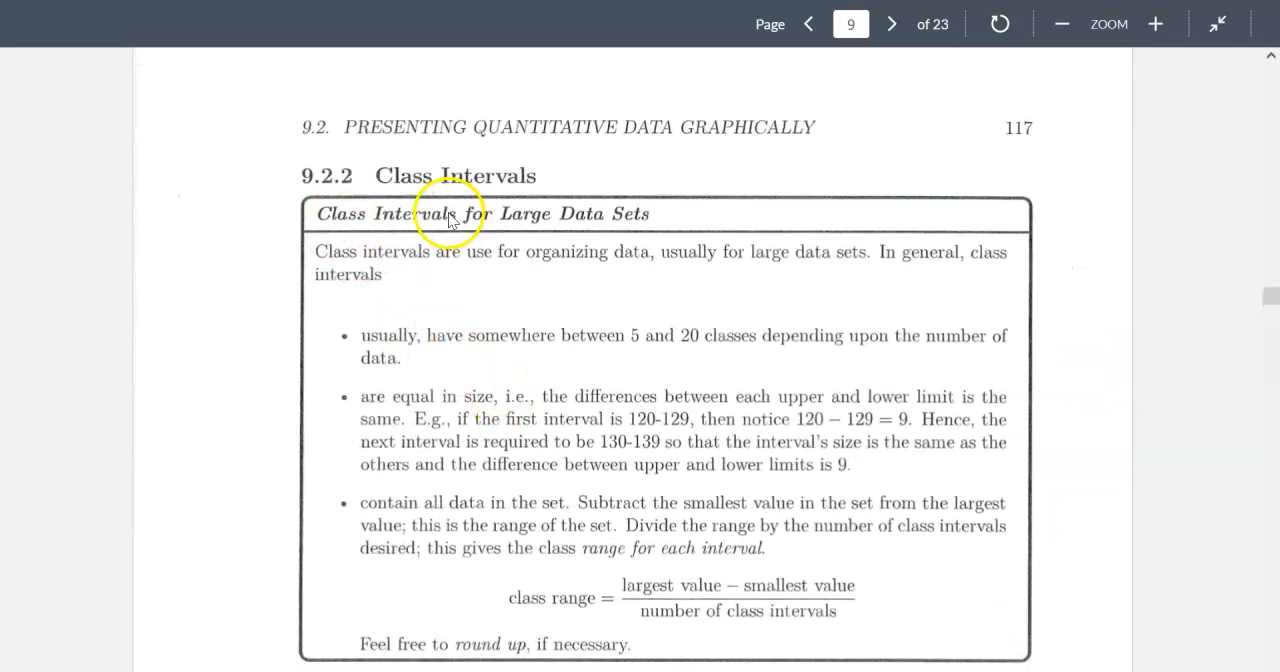 Page 9 of 23 ZOOM
9.2. PRESENTING QUANTITATIVE DATA GRAPHICALLY 117
9.2.2 Class Intervals
Class Intervals for Large Data Sets
Class intervals are use for organizing data, usually for large data sets. In general, class
intervals
• usually, have somewhere between 5 and 20 classes depending upon the number of
data.
• are equal in size, i.e., the differences between each upper and lower limit is the
same. E.g., if the first interval is 120-129, then notice 120 − 129 = 9. Hence, the
next interval is required to be 130-139 so that the interval's size is the same as the
others and the difference between upper and lower limits is 9.
• contain all data in the set. Subtract the smallest value in the set from the largest
value; this is the range of the set. Divide the range by the number of class intervals
desired; this gives the class range for each interval.
largest value − smallest value
class range =
number of class intervals
Feel free to round up, if necessary.